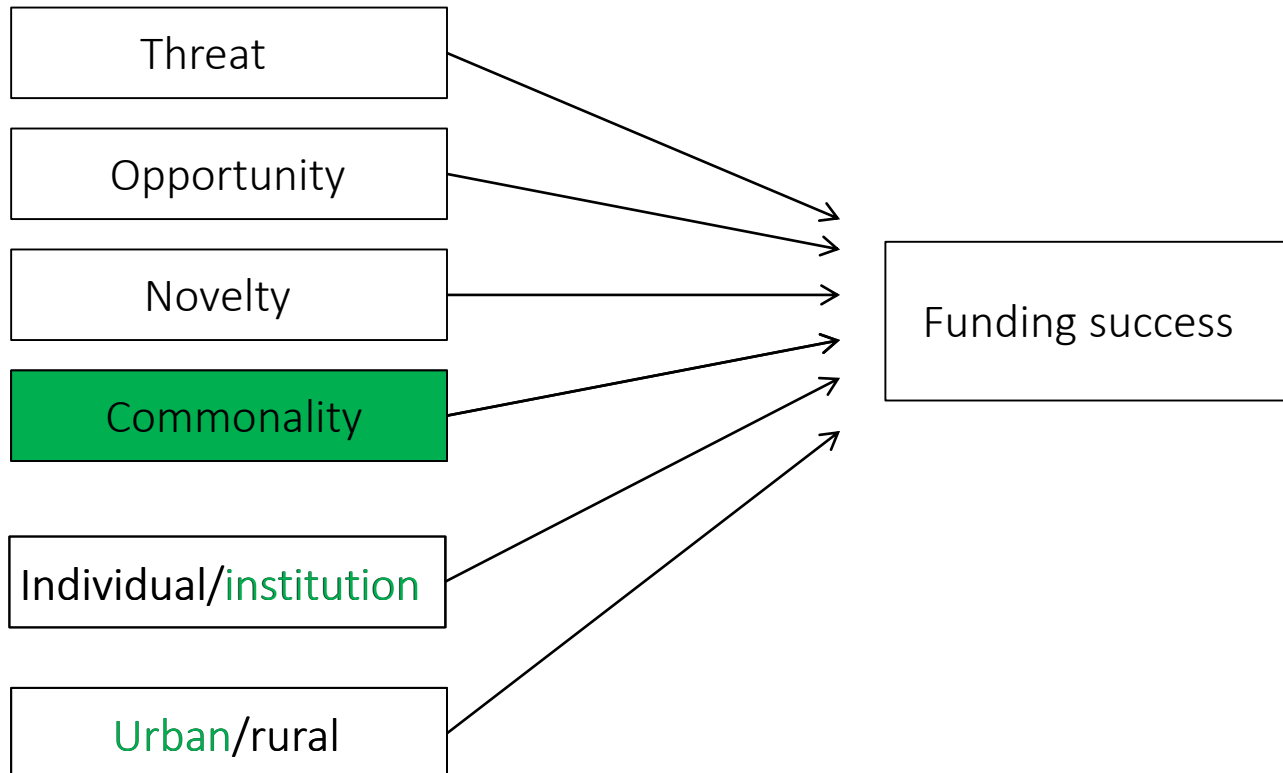 Threat
Opportunity
Novelty
Commonality
Individual/institution
Urban/rural
Funding success